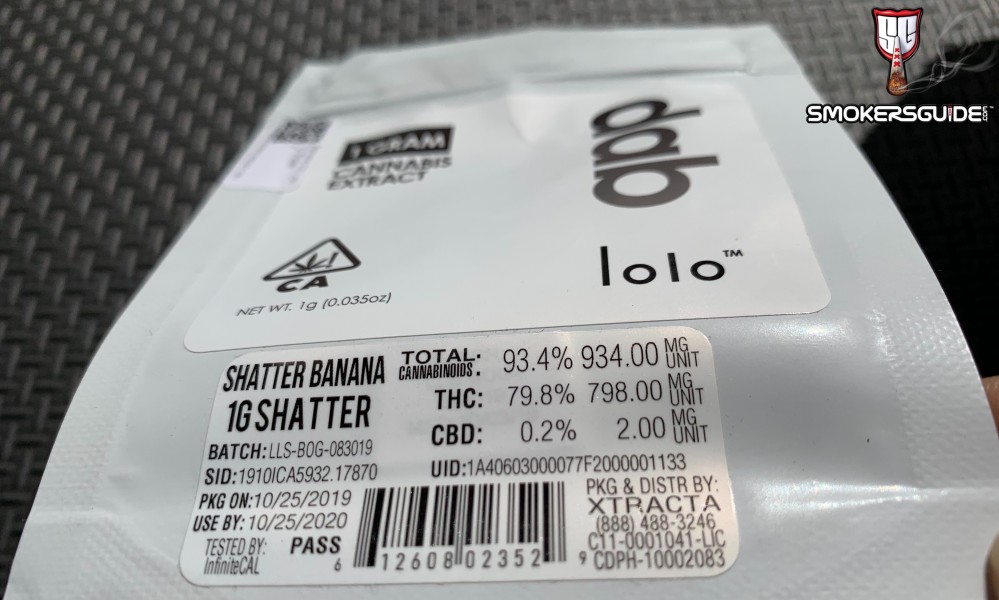 SG
SMOKERSGUIDE.COM
1 GRAM
CANNABIS
EXTRACT
dab
CA
lolo™
NET WT. 1g (0.035oz)
SHATTER BANANA
1G SHATTER
TOTAL: CANNABINOIDS: 93.4% 934.00 MG UNIT
THC: 79.8% 798.00 MG UNIT
CBD: 0.2% 2.00 MG UNIT
BATCH: LLS-BOG-083019
SID:1910ICA5932.17870
UID:1A40603000077F2000001133
PKG ON:10/25/2019
USE BY: 10/25/2020
TESTED BY: PASS
InfiniteCAL
6 12608 02352 9
PKG & DISTR BY:
XTRACTA
(888) 488-3246
C11-0001041-LIC
CDPH-10002083